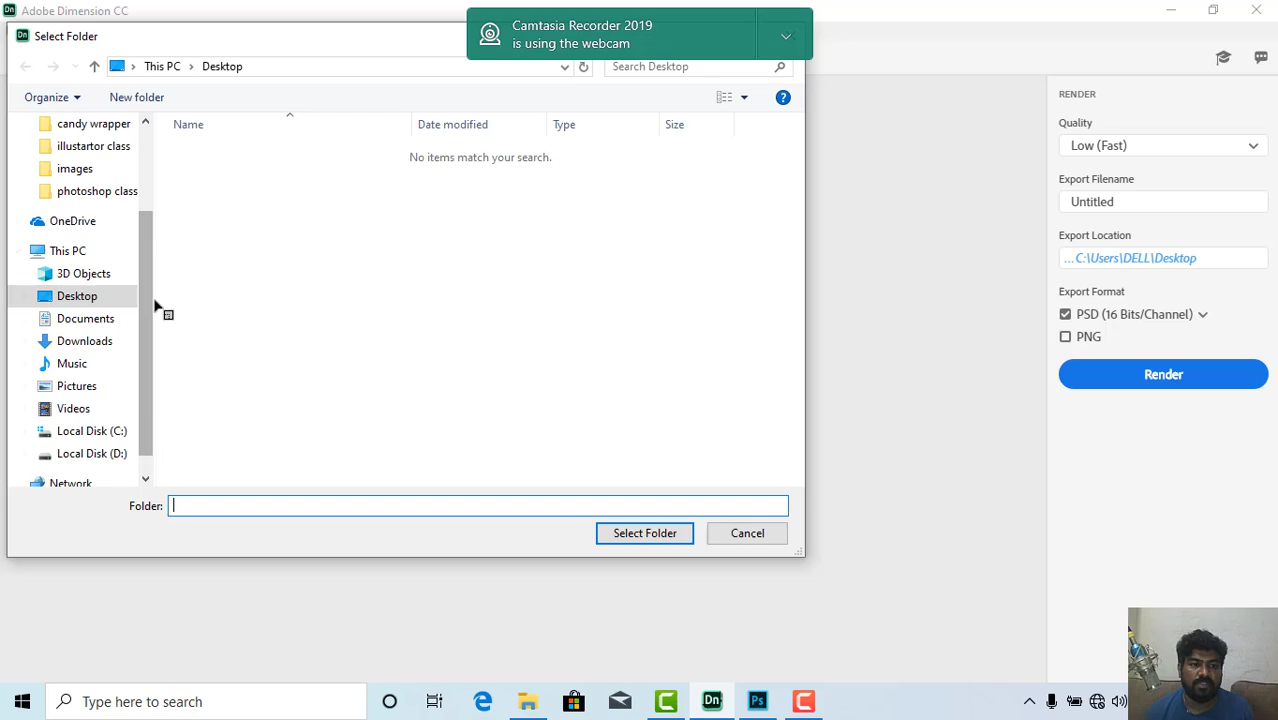 Dn Adobe Dimension CC
Dn Select Folder
Camtasia Recorder 2019
is using the webcam
This PC > Desktop
Search Desktop
Organize
New folder
Name
Date modified
Type
Size
No items match your search.
candy wrapper
illustartor class
images
photoshop class
OneDrive
This PC
3D Objects
Desktop
Documents
Downloads
Music
Pictures
Videos
Local Disk (C:)
Local Disk (D:)
Network
Folder:
Select Folder
Cancel
RENDER
Quality
Low (Fast)
Export Filename
Untitled
Export Location
...C:\Users\DELL\Desktop
Export Format
PSD (16 Bits/Channel)
PNG
Render
Type here to search
Dn
Ps